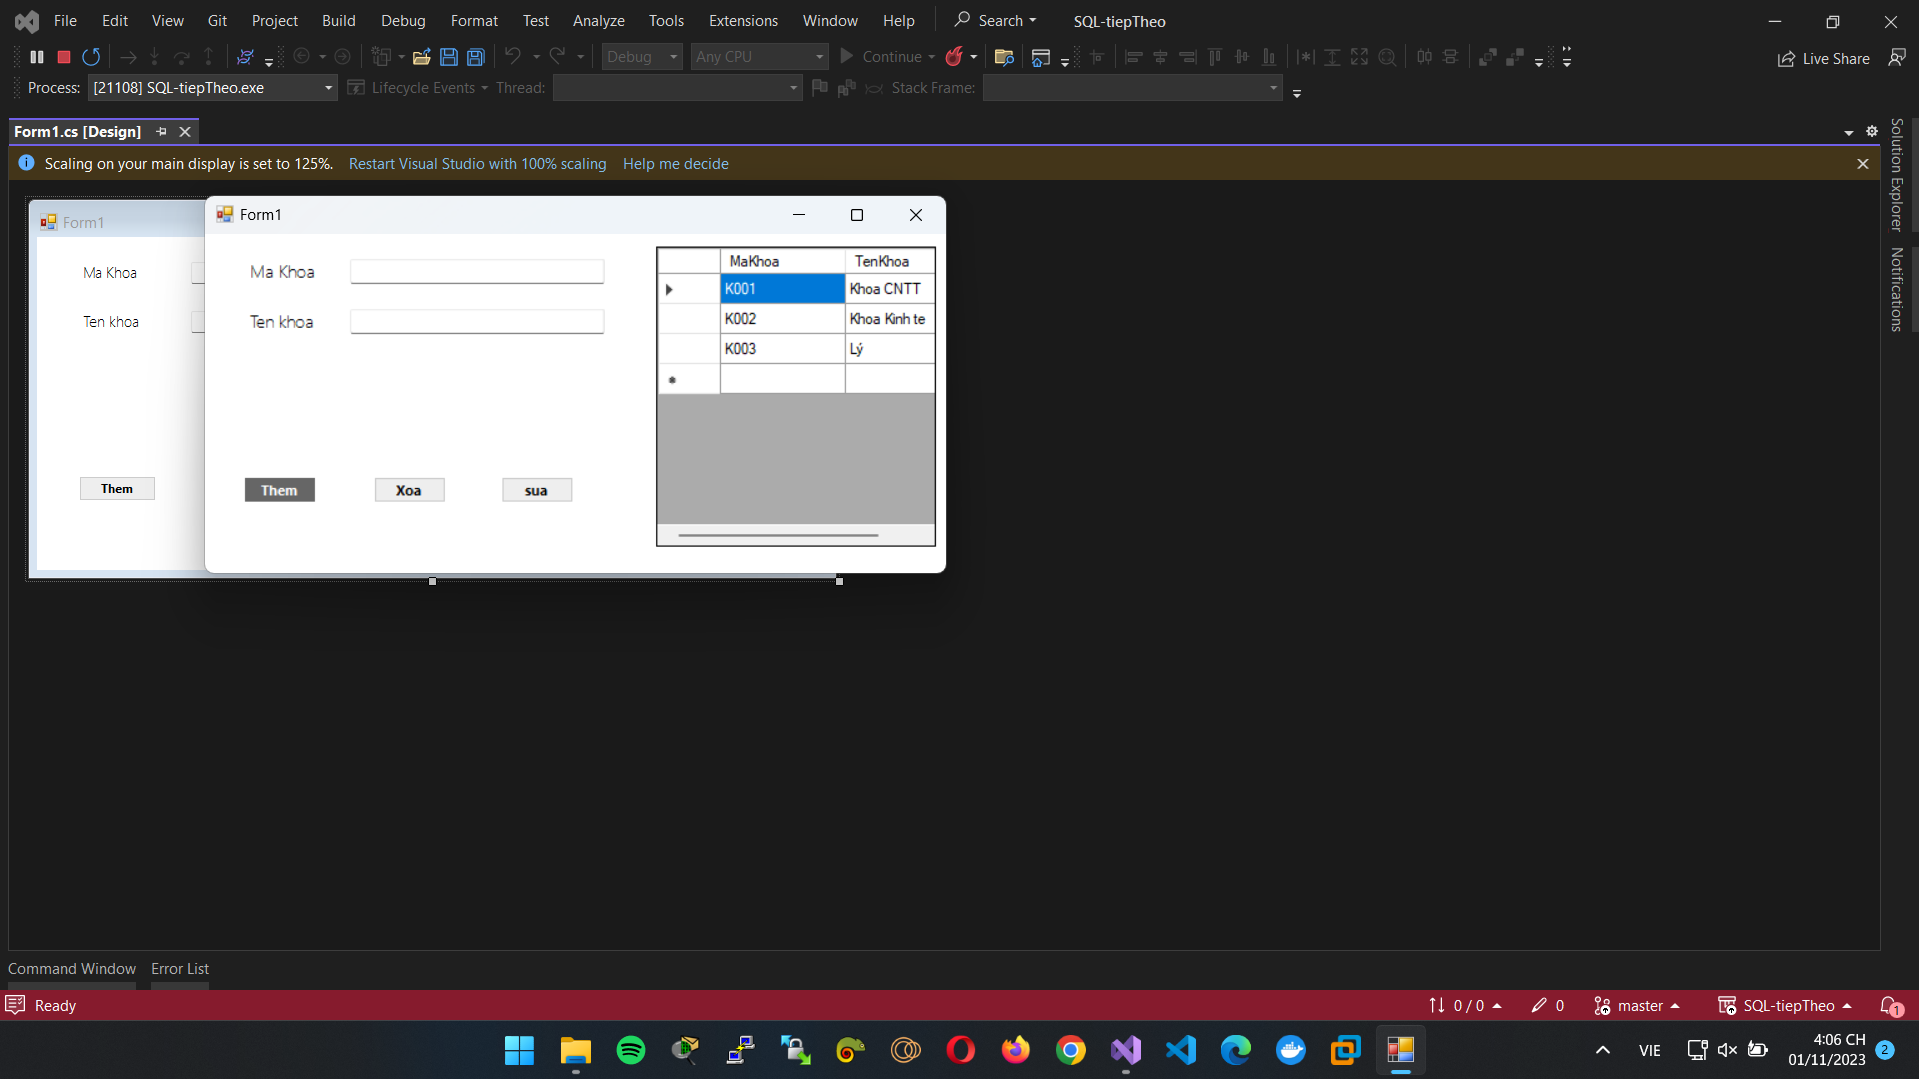 File Edit View Git Project Build Debug Format Test Analyze Tools Extensions Window Help Search SQL-tiepTheo
Debug Any CPU Continue Live Share
Process: [21108] SQL-tiepTheo.exe Lifecycle Events Thread: Stack Frame:
Form1.cs [Design]
Scaling on your main display is set to 125%. Restart Visual Studio with 100% scaling Help me decide
Solution Explorer
Notifications
Form1
Ma Khoa
Ten khoa
Them
Form1
Ma Khoa
Ten khoa
Them Xoa sua
MaKhoa TenKhoa
K001 Khoa CNTT
K002 Khoa Kinh te
K003 Lý
Command Window Error List
Ready 0 / 0 0 master SQL-tiepTheo 1
VIE 4:06 CH 2
01/11/2023